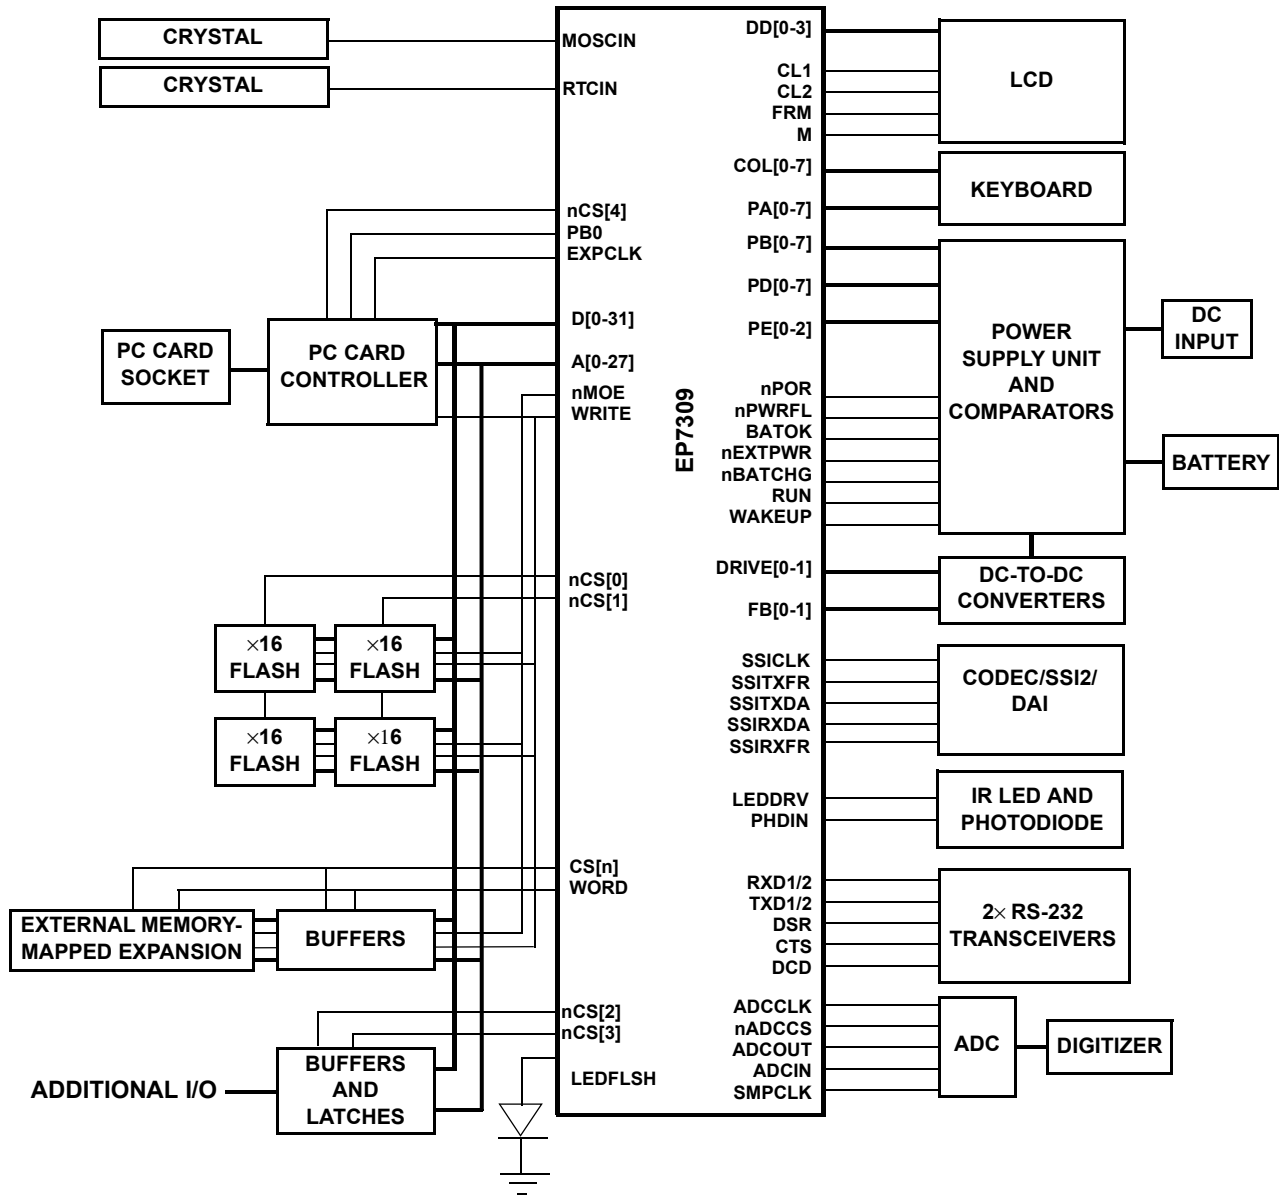 CRYSTAL
CRYSTAL
PC CARD
SOCKET
PC CARD
CONTROLLER
×16
FLASH
×16
FLASH
×16
FLASH
×16
FLASH
EXTERNAL MEMORY-
MAPPED EXPANSION
BUFFERS
ADDITIONAL I/O
BUFFERS
AND
LATCHES
MOSCIN
RTCIN
nCS[4]
PB0
EXPCLK
D[0-31]
A[0-27]
nMOE
WRITE
nCS[0]
nCS[1]
CS[n]
WORD
nCS[2]
nCS[3]
LEDFLSH
EP7309
DD[0-3]
CL1
CL2
FRM
M
COL[0-7]
PA[0-7]
PB[0-7]
PD[0-7]
PE[0-2]
nPOR
nPWRFL
BATOK
nEXTPWR
nBATCHG
RUN
WAKEUP
DRIVE[0-1]
FB[0-1]
SSICLK
SSITXFR
SSITXDA
SSIRXDA
SSIRXFR
LEDDRV
PHDIN
RXD1/2
TXD1/2
DSR
CTS
DCD
ADCCLK
nADCCS
ADCOUT
ADCIN
SMPCLK
LCD
KEYBOARD
POWER
SUPPLY UNIT
AND
COMPARATORS
DC
INPUT
BATTERY
DC-TO-DC
CONVERTERS
CODEC/SSI2/
DAI
IR LED AND
PHOTODIODE
2× RS-232
TRANSCEIVERS
ADC
DIGITIZER